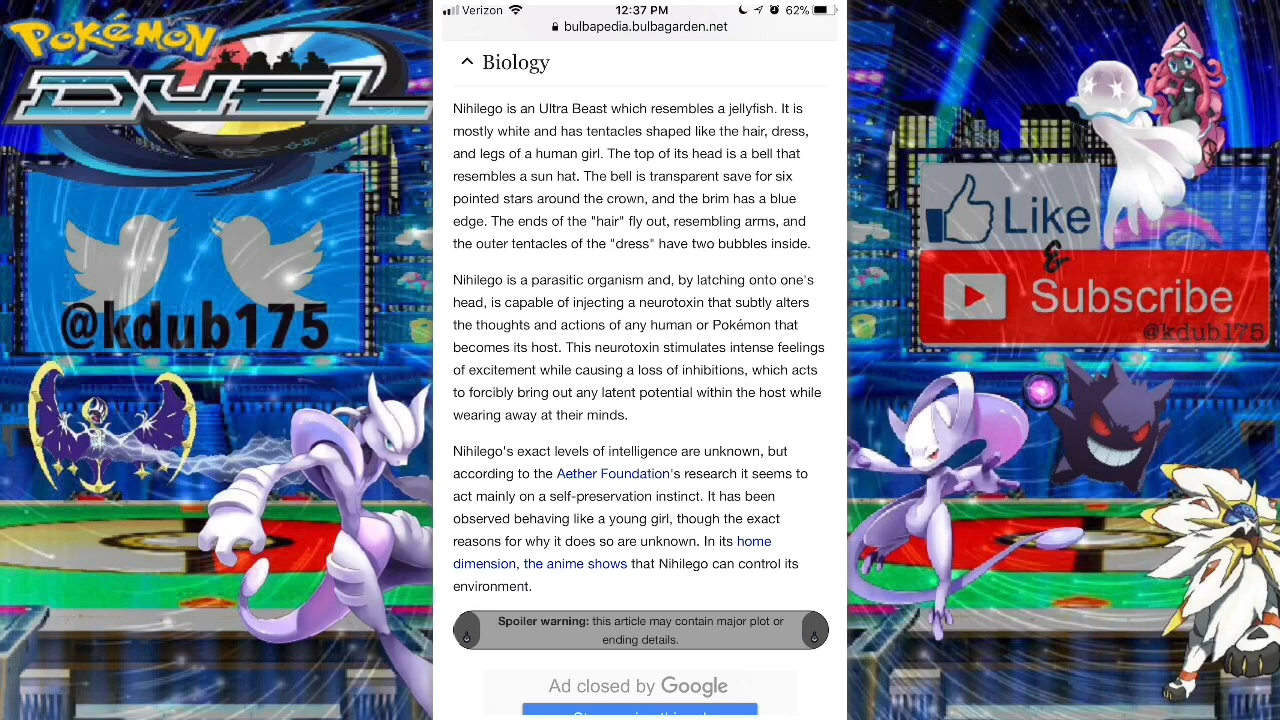 POKÉMON
DUEL
@kdub175
Verizon 12:37 PM 62%
bulbapedia.bulbagarden.net
Biology
Nihilego is an Ultra Beast which resembles a jellyfish. It is
mostly white and has tentacles shaped like the hair, dress,
and legs of a human girl. The top of its head is a bell that
resembles a sun hat. The bell is transparent save for six
pointed stars around the crown, and the brim has a blue
edge. The ends of the "hair" fly out, resembling arms, and
the outer tentacles of the "dress" have two bubbles inside.
Nihilego is a parasitic organism and, by latching onto one's
head, is capable of injecting a neurotoxin that subtly alters
the thoughts and actions of any human or Pokémon that
becomes its host. This neurotoxin stimulates intense feelings
of excitement while causing a loss of inhibitions, which acts
to forcibly bring out any latent potential within the host while
wearing away at their minds.
Nihilego's exact levels of intelligence are unknown, but
according to the Aether Foundation's research it seems to
act mainly on a self-preservation instinct. It has been
observed behaving like a young girl, though the exact
reasons for why it does so are unknown. In its home
dimension, the anime shows that Nihilego can control its
environment.
Spoiler warning: this article may contain major plot or
ending details.
Ad closed by Google
Like
&
Subscribe
@kdub175